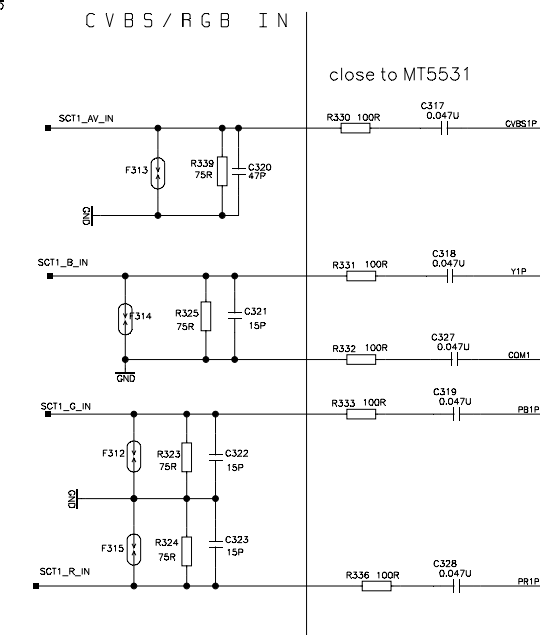 CVBS/RGB IN
close to MT5531
SCT1_AV_IN
R330 100R
C317
0.047U
CVBS1P
F313
R339
75R
C320
47P
GND
SCT1_B_IN
R331 100R
C318
0.047U
Y1P
F314
R325
75R
C321
15P
GND
R332 100R
C327
0.047U
COM1
SCT1_G_IN
R333 100R
C319
0.047U
PB1P
F312
R323
75R
C322
15P
GND
F315
R324
75R
C323
15P
SCT1_R_IN
R336 100R
C328
0.047U
PR1P